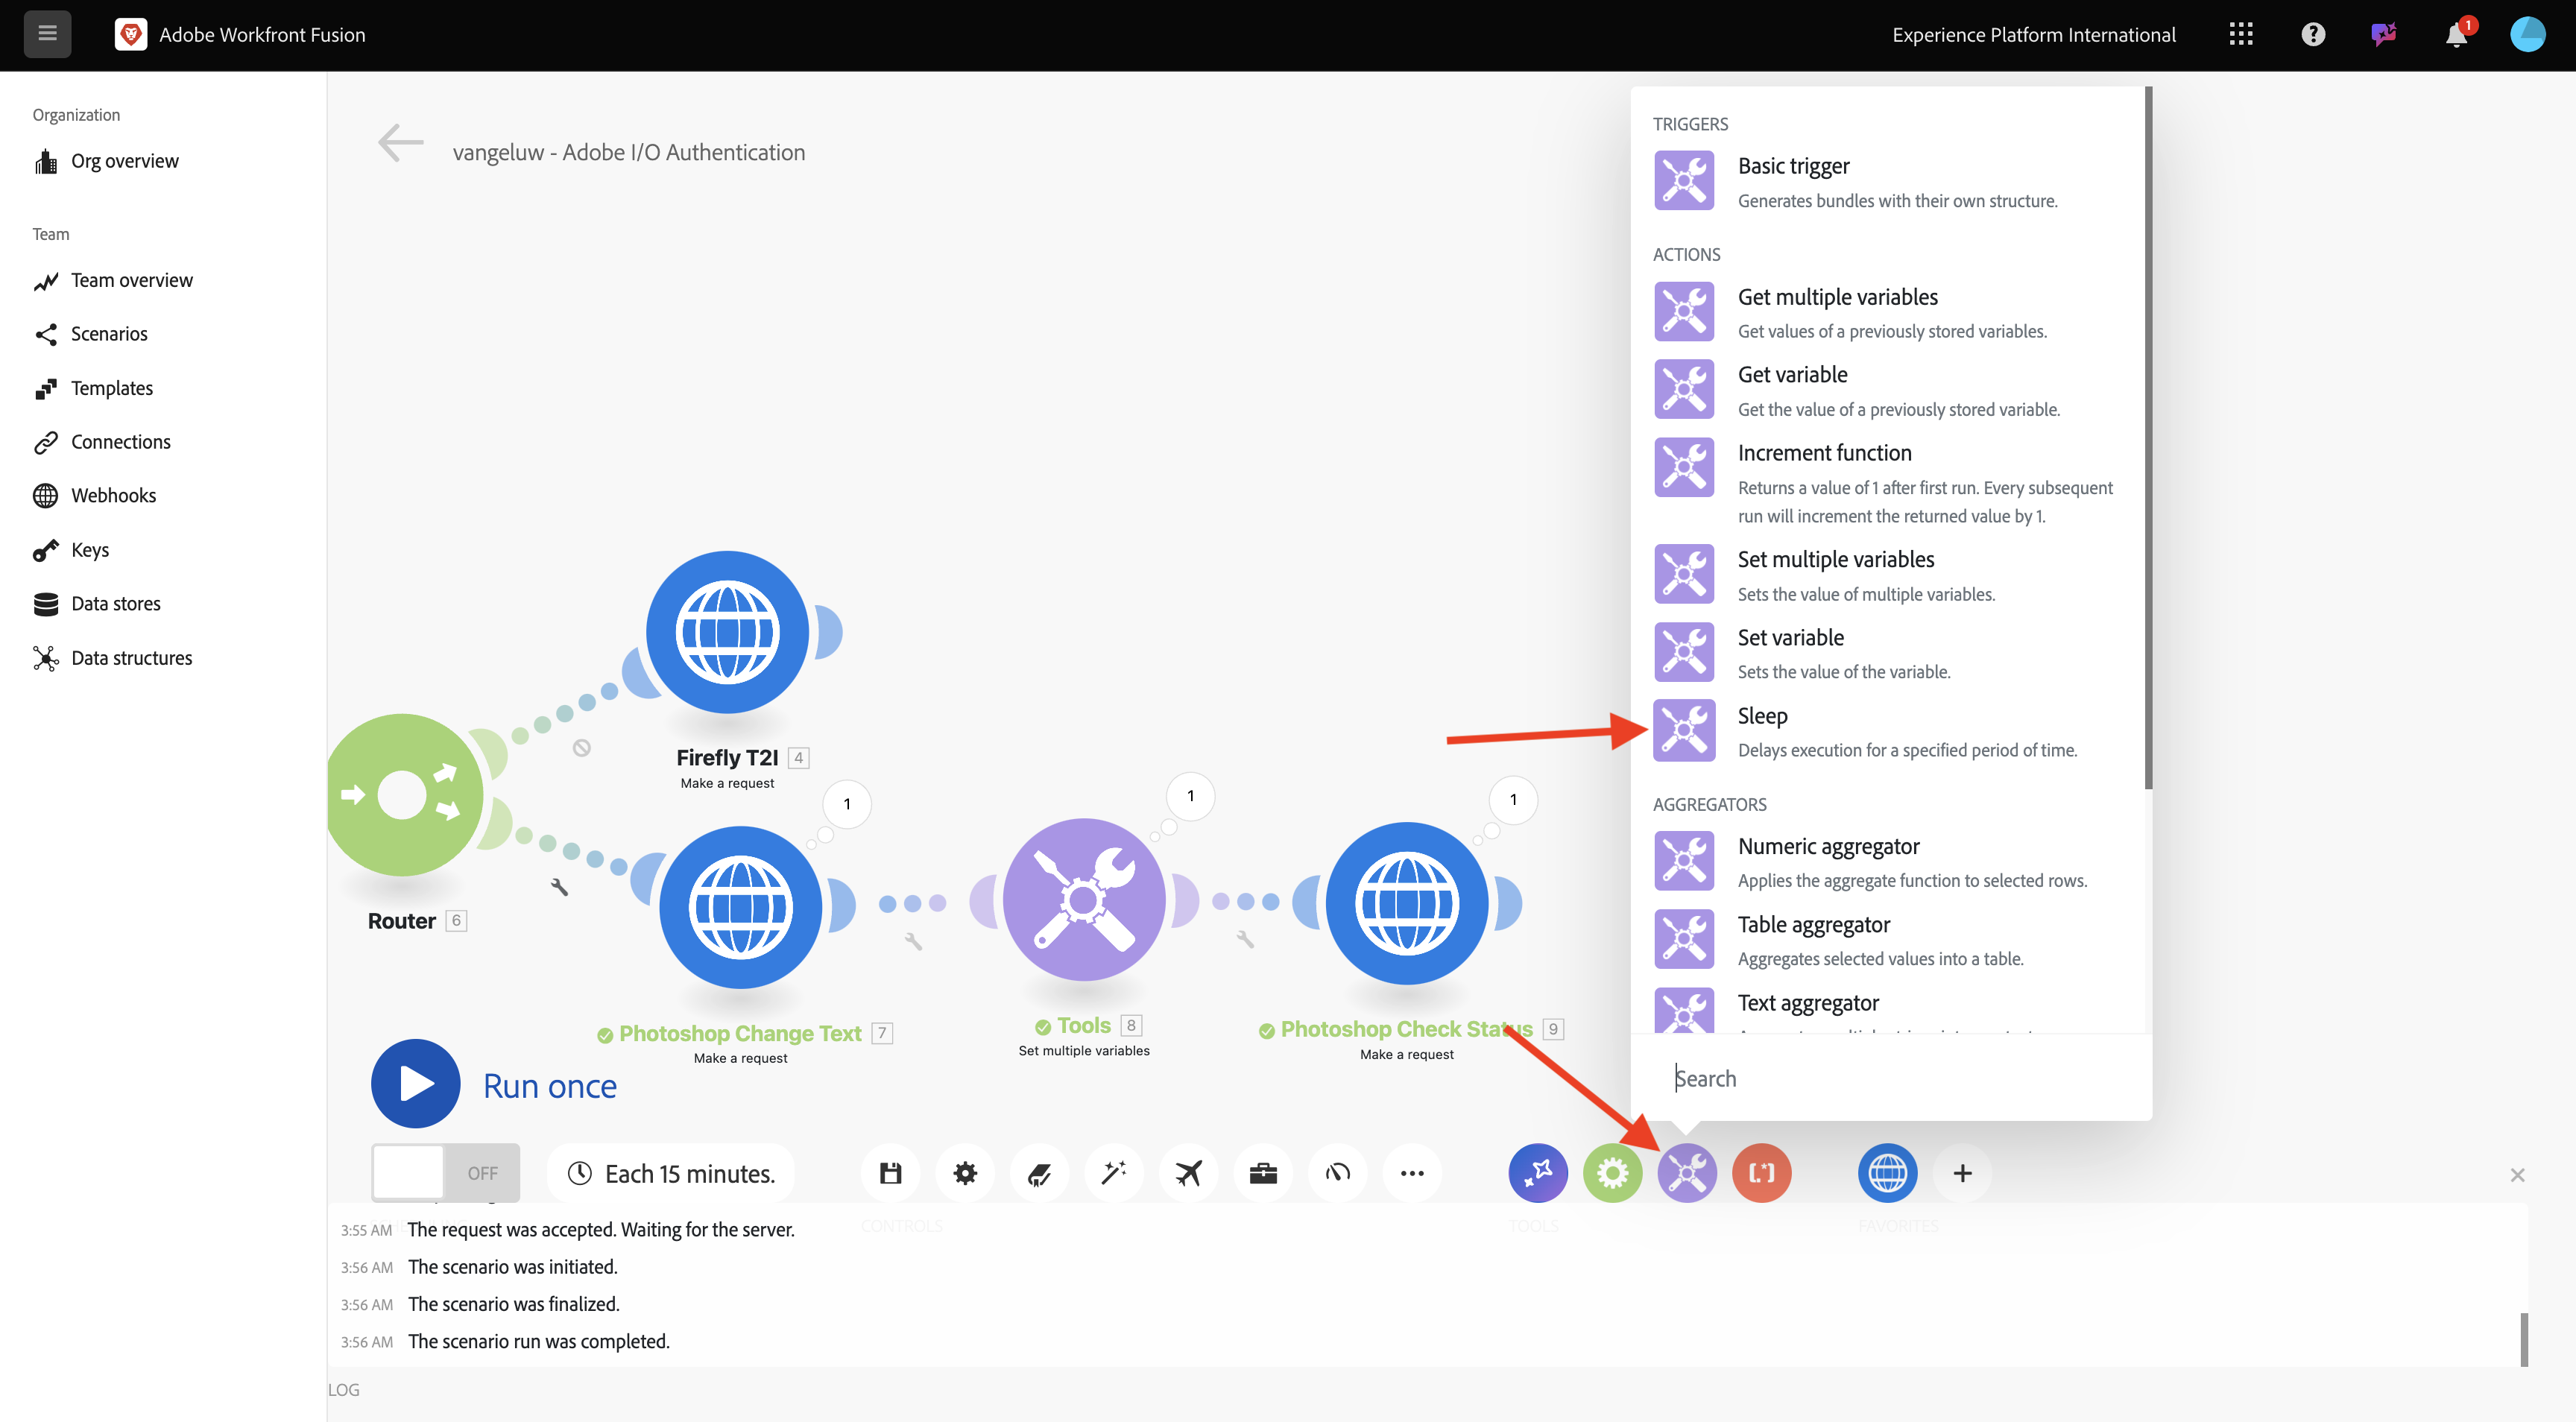 Adobe Workfront Fusion
Experience Platform International
1
Organization
Org overview
Team
Team overview
Scenarios
Templates
Connections
Webhooks
Keys
Data stores
Data structures
vangeluw - Adobe I/O Authentication
Firefly T2I 4
Make a request
Router 6
1
Photoshop Change Text 7
Make a request
1
Tools 8
Set multiple variables
1
Photoshop Check Status 9
Make a request
TRIGGERS
Basic trigger
Generates bundles with their own structure.
ACTIONS
Get multiple variables
Get values of a previously stored variables.
Get variable
Get the value of a previously stored variable.
Increment function
Returns a value of 1 after first run. Every subsequent
run will increment the returned value by 1.
Set multiple variables
Sets the value of multiple variables.
Set variable
Sets the value of the variable.
Sleep
Delays execution for a specified period of time.
AGGREGATORS
Numeric aggregator
Applies the aggregate function to selected rows.
Table aggregator
Aggregates selected values into a table.
Text aggregator
Search
Run once
OFF
Each 15 minutes.
CONTROLS
TOOLS
FAVORITES
3:55 AM The request was accepted. Waiting for the server.
3:56 AM The scenario was initiated.
3:56 AM The scenario was finalized.
3:56 AM The scenario run was completed.
LOG